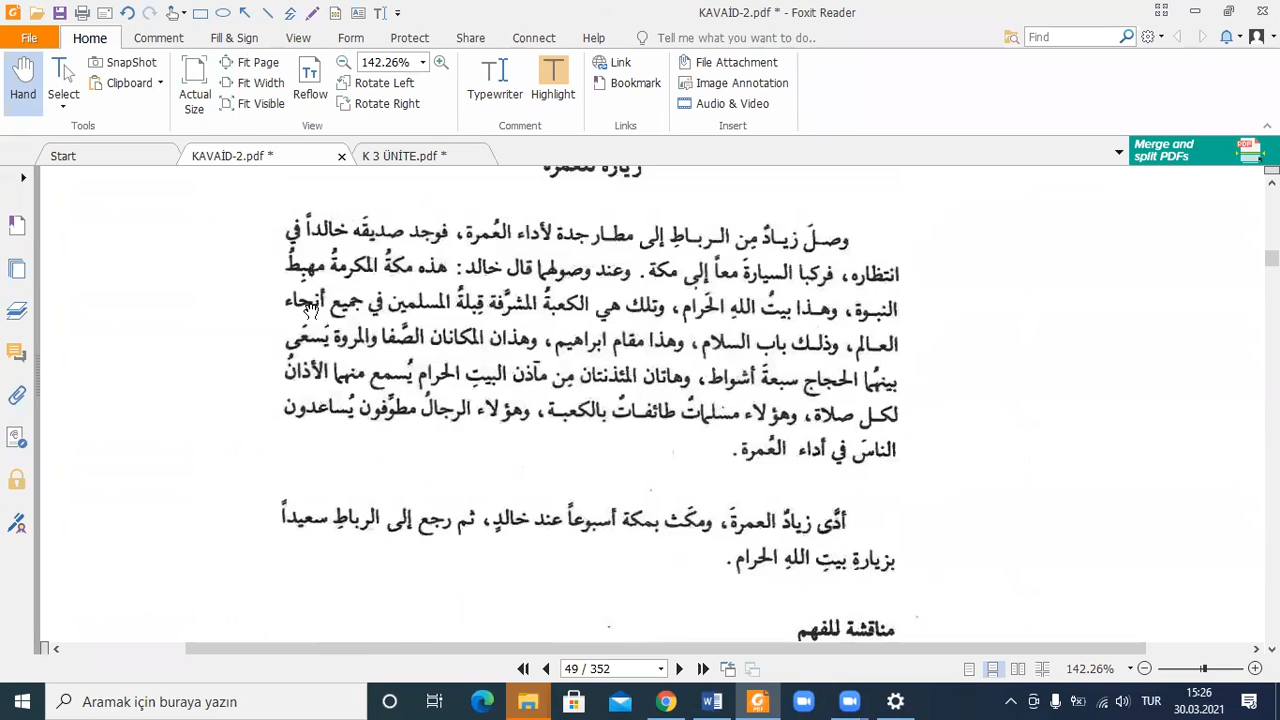 KAVAİD-2.pdf * - Foxit Reader
File Home Comment Fill & Sign View Form Protect Share Connect Help Tell me what you want to do.. Find
Hand
Select
SnapShot
Clipboard
Tools
Actual Size
Fit Page
Fit Width
Fit Visible
Reflow
Rotate Left
Rotate Right
142.26%
View
Typewriter
Highlight
Comment
Link
Bookmark
Links
File Attachment
Image Annotation
Audio & Video
Insert
Start
KAVAİD-2.pdf *
K 3 ÜNİTE.pdf *
Merge and
split PDFs
زيارة للعمرة
وصلَ زيادٌ مِن الرباطِ إلى مطار جدة لأداء العُمرة، فوجد صديقَه خالداً في
انتظاره، فركبا السيارةَ معاً إلى مكة. وعند وصولهما قال خالد: هذه مكةُ المكرمةُ مهبِطُ
النبوة، وهذا بيتُ اللهِ الحَرام، وتلك هي الكعبةُ المشرَّفة قِبلةُ المسلمين في جميع أنحاء
العالم، وذلك باب السلام، وهذا مقام ابراهيم، وهذان المكانان الصَّفا والمروة يَسعَى
بينهُما الحجاج سبعةَ أشواط، وهاتان المئذنتان مِن مآذن البيتِ الحرام يُسمع منهما الأذانُ
لكل صلاة، وهؤلاء مسلماتٌ طائفاتٌ بالكعبة، وهؤلاء الرجالُ مطوِّفون يُساعدون
الناسَ في أداء العُمرة.
أدَّى زيادٌ العمرةَ، ومكَث بمكة أسبوعاً عند خالدٍ، ثم رجع إلى الرباطِ سعيداً
بزيارةِ بيتِ اللهِ الحرام.
مناقشة للفهم
49 / 352
142.26%
Aramak için buraya yazın
TUR
15:26
30.03.2021